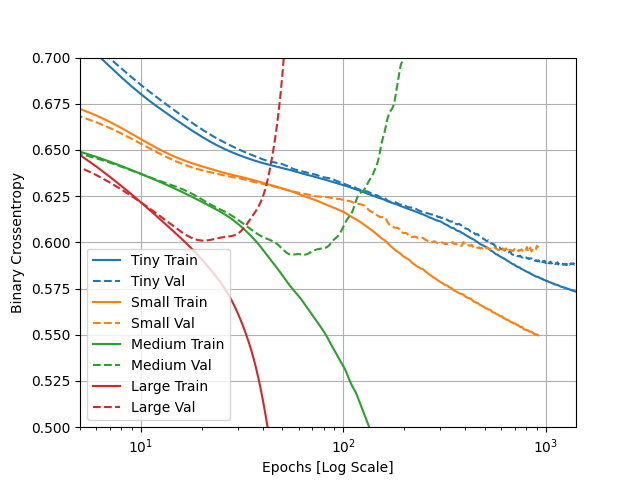 0.700
0.675
0.650
0.625
0.600
0.575
0.550
0.525
0.500
Binary Crossentropy
Tiny Train
Tiny Val
Small Train
Small Val
Medium Train
Medium Val
Large Train
Large Val
10¹
10²
10³
Epochs [Log Scale]